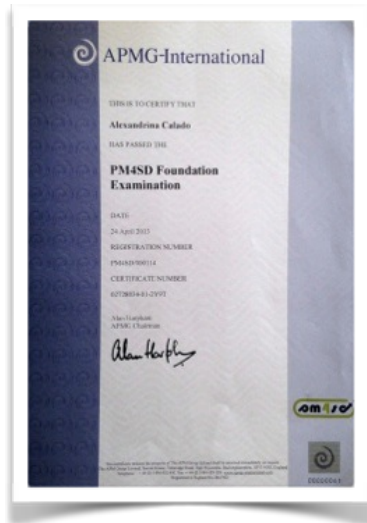 APMG-International
THIS IS TO CERTIFY THAT
Alexandrina Calado
HAS PASSED THE
PM4SD Foundation
Examination
DATE
24 April 2013
REGISTRATION NUMBER
CERTIFICATE NUMBER
Alan Harpham
APMG Chairman